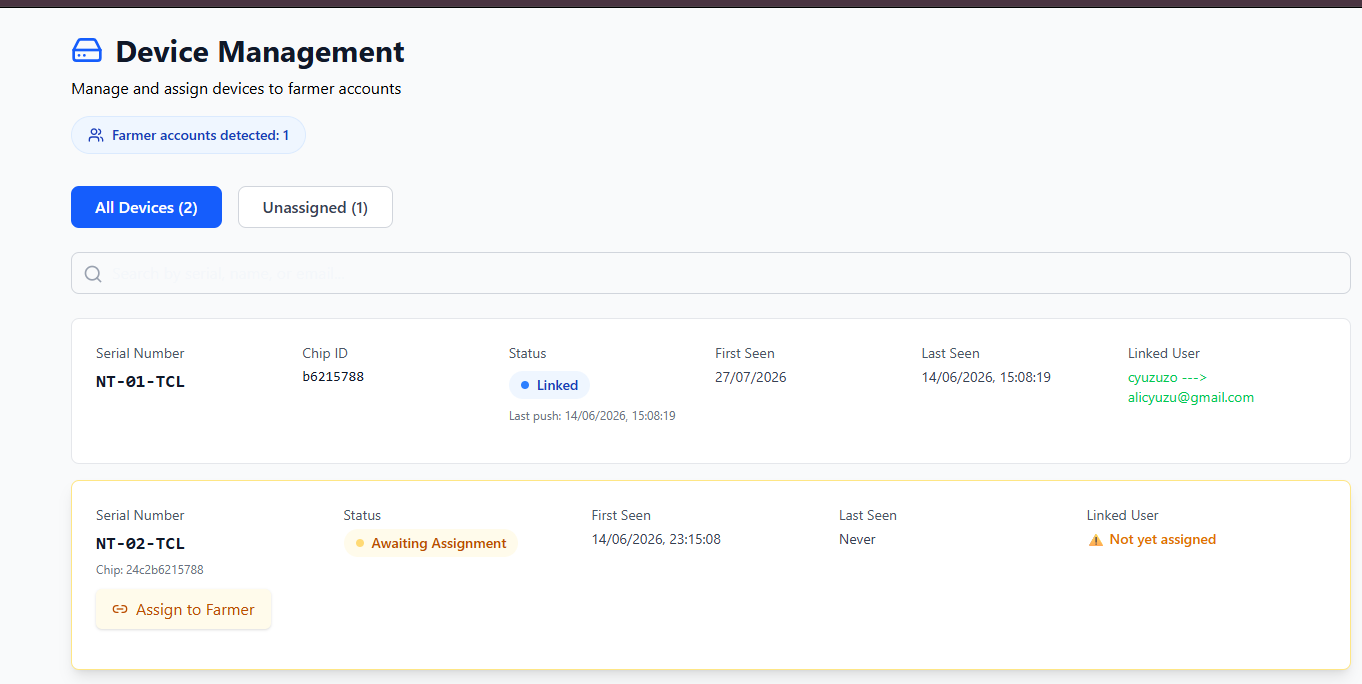 Device Management
Manage and assign devices to farmer accounts
Farmer accounts detected: 1
All Devices (2)
Unassigned (1)
Serial Number
NT-01-TCL
Chip ID
b6215788
Status
Linked
Last push: 14/06/2026, 15:08:19
First Seen
27/07/2026
Last Seen
14/06/2026, 15:08:19
Linked User
cyuzuzo --->
alicyuzu@gmail.com
Serial Number
NT-02-TCL
Chip: 24c2b6215788
Assign to Farmer
Status
Awaiting Assignment
First Seen
14/06/2026, 23:15:08
Last Seen
Never
Linked User
Not yet assigned